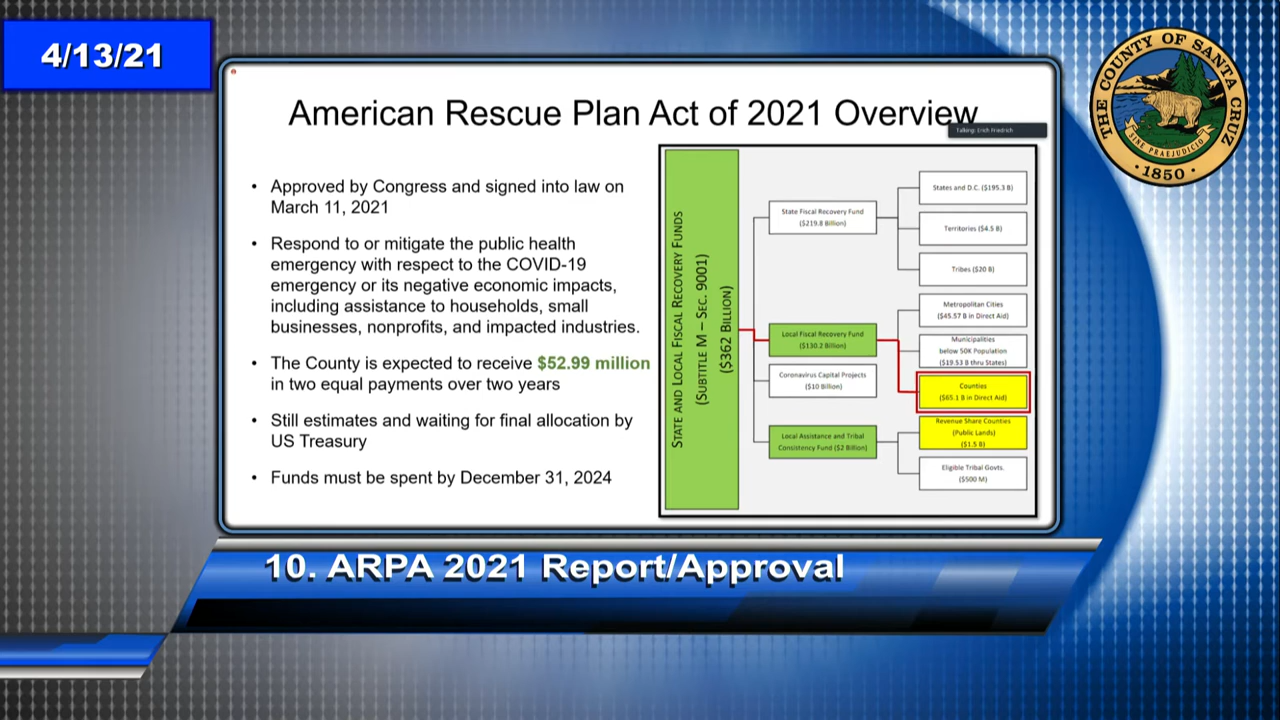 4/13/21
THE COUNTY OF SANTA CRUZ
SINE PRAEJUDICIO
• 1850 •
American Rescue Plan Act of 2021 Overview
Talking: Erich Friedrich
• Approved by Congress and signed into law on
March 11, 2021
• Respond to or mitigate the public health
emergency with respect to the COVID-19
emergency or its negative economic impacts,
including assistance to households, small
businesses, nonprofits, and impacted industries.
• The County is expected to receive $52.99 million
in two equal payments over two years
• Still estimates and waiting for final allocation by
US Treasury
• Funds must be spent by December 31, 2024
STATE AND LOCAL FISCAL RECOVERY FUNDS
(SUBTITLE M – SEC. 9001)
($362 BILLION)
State Fiscal Recovery Fund
($219.8 Billion)
Local Fiscal Recovery Fund
($130.2 Billion)
Coronavirus Capital Projects
($10 Billion)
Local Assistance and Tribal
Consistency Fund ($2 Billion)
States and D.C. ($195.3 B)
Territories ($4.5 B)
Tribes ($20 B)
Metropolitan Cities
($45.57 B in Direct Aid)
Municipalities
below 50K Population
($19.53 B thru States)
Counties
($65.1 B in Direct Aid)
Revenue Share Counties
(Public Lands)
($1.5 B)
Eligible Tribal Govts.
($500 M)
10. ARPA 2021 Report/Approval